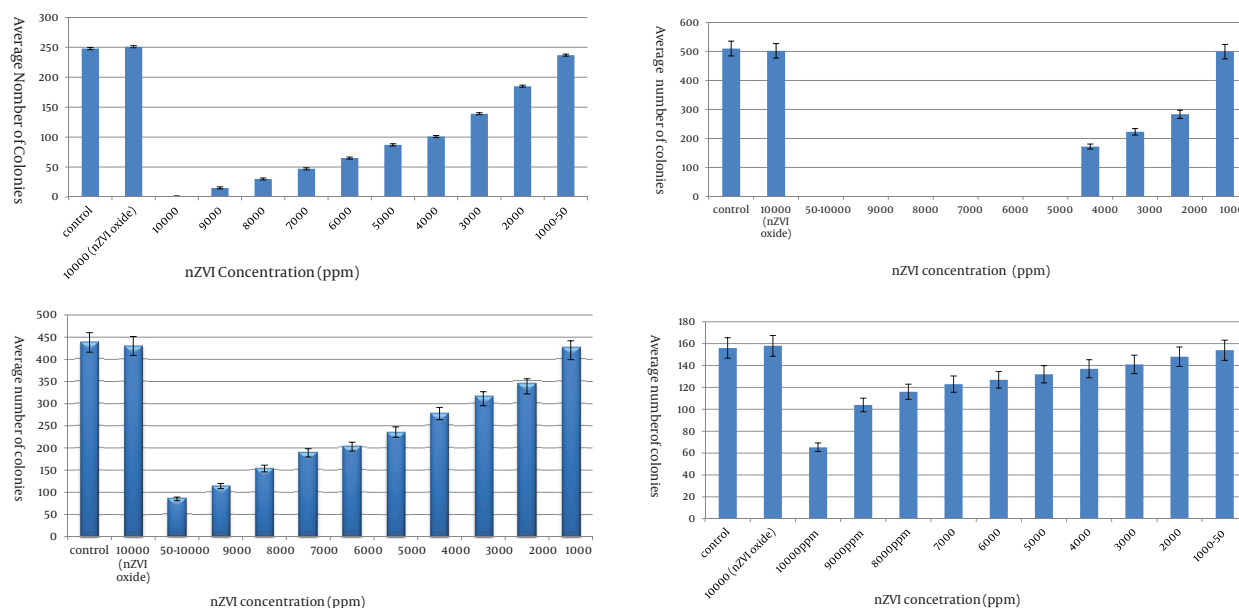 300
250
200
150
100
50
0
Average Nomber of Colonies
control
10000 (nZVI oxide)
10000
9000
8000
7000
6000
5000
4000
3000
2000
1000-50
nZVI Concentration (ppm)
600
500
400
300
200
100
0
Average number of colonies
control 10000 50-10000 9000 8000 7000 6000 5000 4000 3000 2000 1000
(nZVI
oxide)
nZVI concentration (ppm)
500
450
400
350
300
250
200
150
100
50
0
Average number of colonies
control 10000 50-10000 9000 8000 7000 6000 5000 4000 3000 2000 1000
(nZVI
oxide)
nZVI concentration (ppm)
180
160
140
120
100
80
60
40
20
0
Average number of colonies
control
10000 (nZVI oxide)
10000ppm
9000ppm
8000ppm
7000
6000
5000
4000
3000
2000
1000-50
nZVI concetration (ppm)